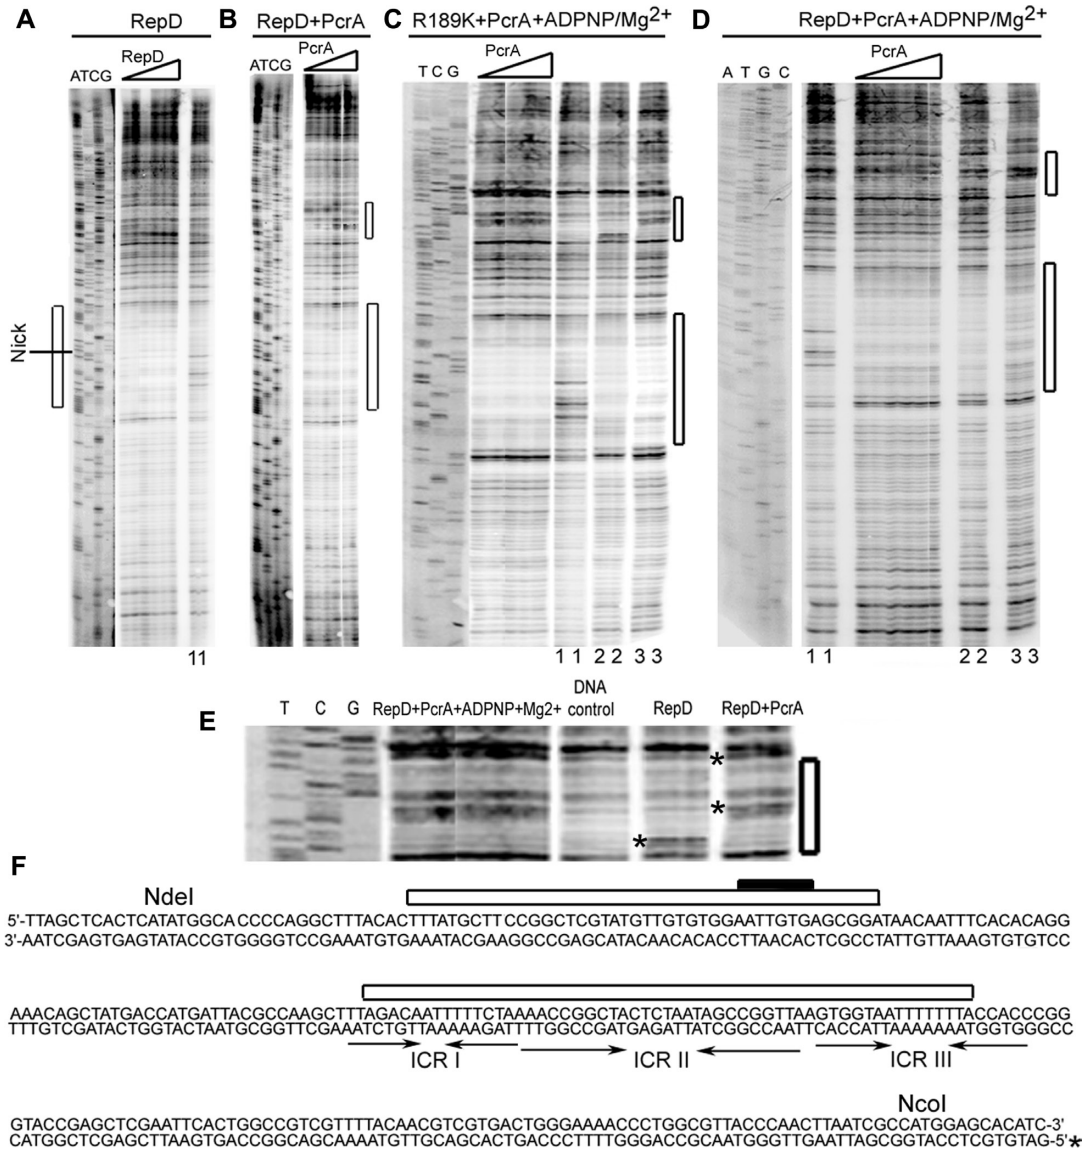 A RepD B RepD+PcrA C R189K+PcrA+ADPNP/Mg2+ D RepD+PcrA+ADPNP/Mg2+
RepD PcrA PcrA PcrA
ATCG ATCG T C G A T G C
Nick
11 1 1 2 2 3 3 1 1 2 2 3 3
E T C G RepD+PcrA+ADPNP+Mg2+ DNA control RepD RepD+PcrA
*
*
*
F
NdeI
5'-TTAGCTCACTCATATGGCACCCCAGGCTTTACACTTTATGCTTCCGGCTCGTATGTTGTGTGGAATTGTGAGCGGATAACAATTTCACACAGG
3'-AATCGAGTGAGTATACCGTGGGGTCCGAAATGTGAAATACGAAGGCCGAGCATACAACACACCTTAACACTCGCCTATTGTTAAAGTGTGTCC
AAACAGCTATGACCATGATTACGCCAAGCTTTAGACAATTTTTCTAAAACCGGCTACTCTAATAGCCGGTTAAGTGGTAATTTTTTTACCACCCGG
TTTGTCGATACTGGTACTAATGCGGTTCGAAATCTGTTAAAAAGATTTTGGCCGATGAGATTATCGGCCAATTCACCATTAAAAAAATGGTGGGCC
ICR I ICR II ICR III
NcoI
GTACCGAGCTCGAATTCACTGGCCGTCGTTTTACAACGTCGTGACTGGGAAAACCCTGGCGTTACCCAACTTAATCGCCATGGAGCACATC-3'
CATGGCTCGAGCTTAAGTGACCGGCAGCAAAATGTTGCAGCACTGACCCTTTTGGGACCGCAATGGGTTGAATTAGCGGTACCTCGTGTAG-5'*